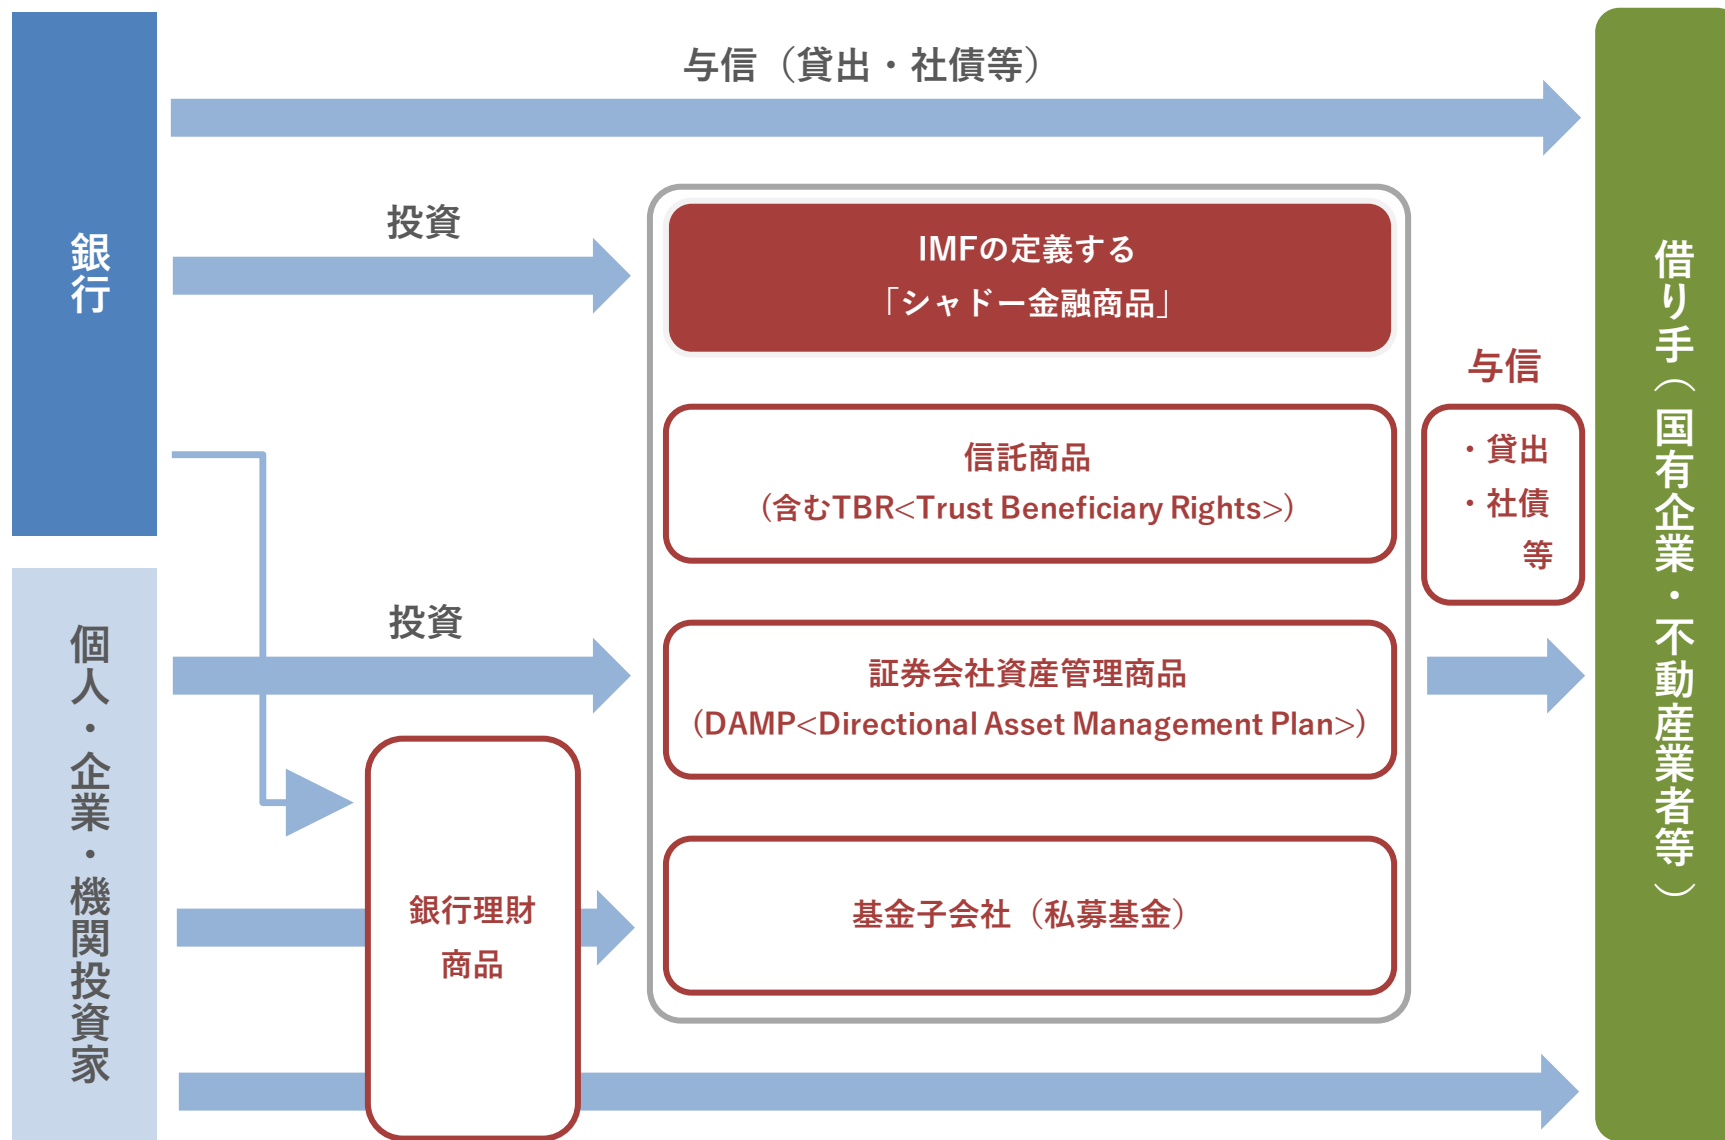 与信（貸出・社債等）
銀行
投資
IMFの定義する
「シャドー金融商品」
与信
・貸出
・社債
等
信託商品
（含むTBR<Trust Beneficiary Rights>）
投資
証券会社資産管理商品
（DAMP<Directional Asset Management Plan>）
個人・企業・機関投資家
銀行理財
商品
基金子会社（私募基金）
借り手（国有企業・不動産業者等）